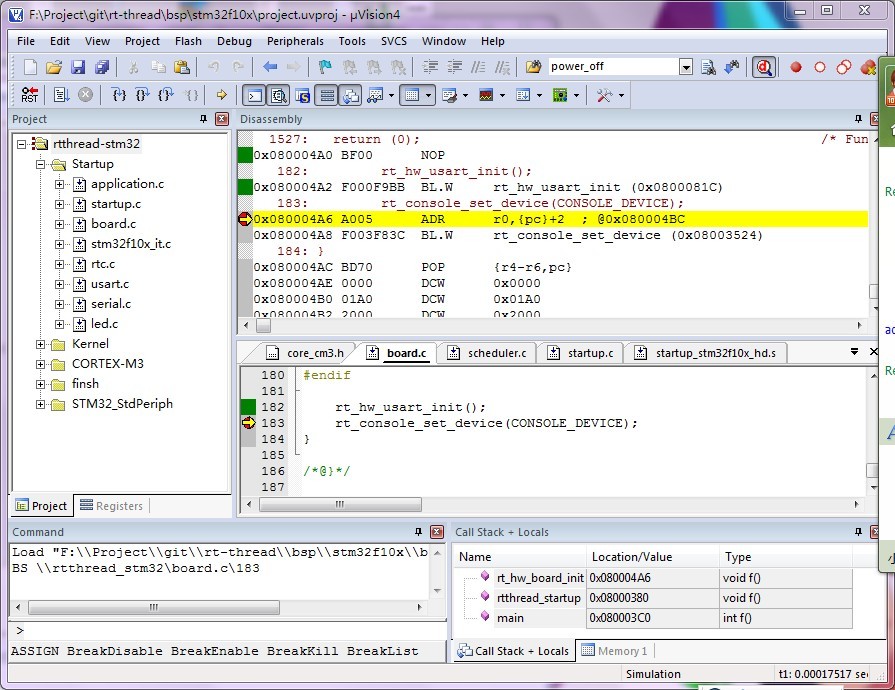 F:\Project\git\rt-thread\bsp\stm32f10x\project.uvproj - µVision4
File Edit View Project Flash Debug Peripherals Tools SVCS Window Help
power_off
RST
Project
rtthread-stm32
Startup
application.c
startup.c
board.c
stm32f10x_it.c
rtc.c
usart.c
serial.c
led.c
Kernel
CORTEX-M3
finsh
STM32_StdPeriph
Project Registers
Disassembly
1527: return (0); /* Fun
0x080004A0 BF00 NOP
182: rt_hw_usart_init();
0x080004A2 F000F9BB BL.W rt_hw_usart_init (0x0800081C)
183: rt_console_set_device(CONSOLE_DEVICE);
0x080004A6 A005 ADR r0,{pc}+2 ; @0x080004BC
0x080004A8 F003F83C BL.W rt_console_set_device (0x08003524)
184: }
0x080004AC BD70 POP {r4-r6,pc}
0x080004AE 0000 DCW 0x0000
0x080004B0 01A0 DCW 0x01A0
0x080004B2 2000 DCW 0x2000
core_cm3.h board.c scheduler.c startup.c startup_stm32f10x_hd.s
180 #endif
181
182 rt_hw_usart_init();
183 rt_console_set_device(CONSOLE_DEVICE);
184 }
185
186 /*@}*/
187
Command
Load "F:\\Project\\git\\rt-thread\\bsp\\stm32f10x\\b
BS \\rtthread_stm32\board.c\183
>
ASSIGN BreakDisable BreakEnable BreakKill BreakList
Call Stack + Locals
Name Location/Value Type
rt_hw_board_init 0x080004A6 void f()
rtthread_startup 0x08000380 void f()
main 0x080003C0 int f()
Call Stack + Locals Memory 1
Simulation t1: 0.00017517 sec